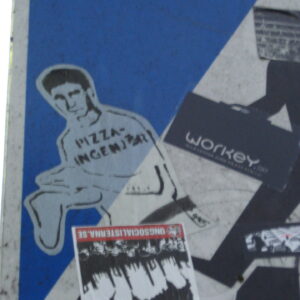 PIZZA-
INGENJÖR
WORKEY
UNGSOCIALISTERNA.SE